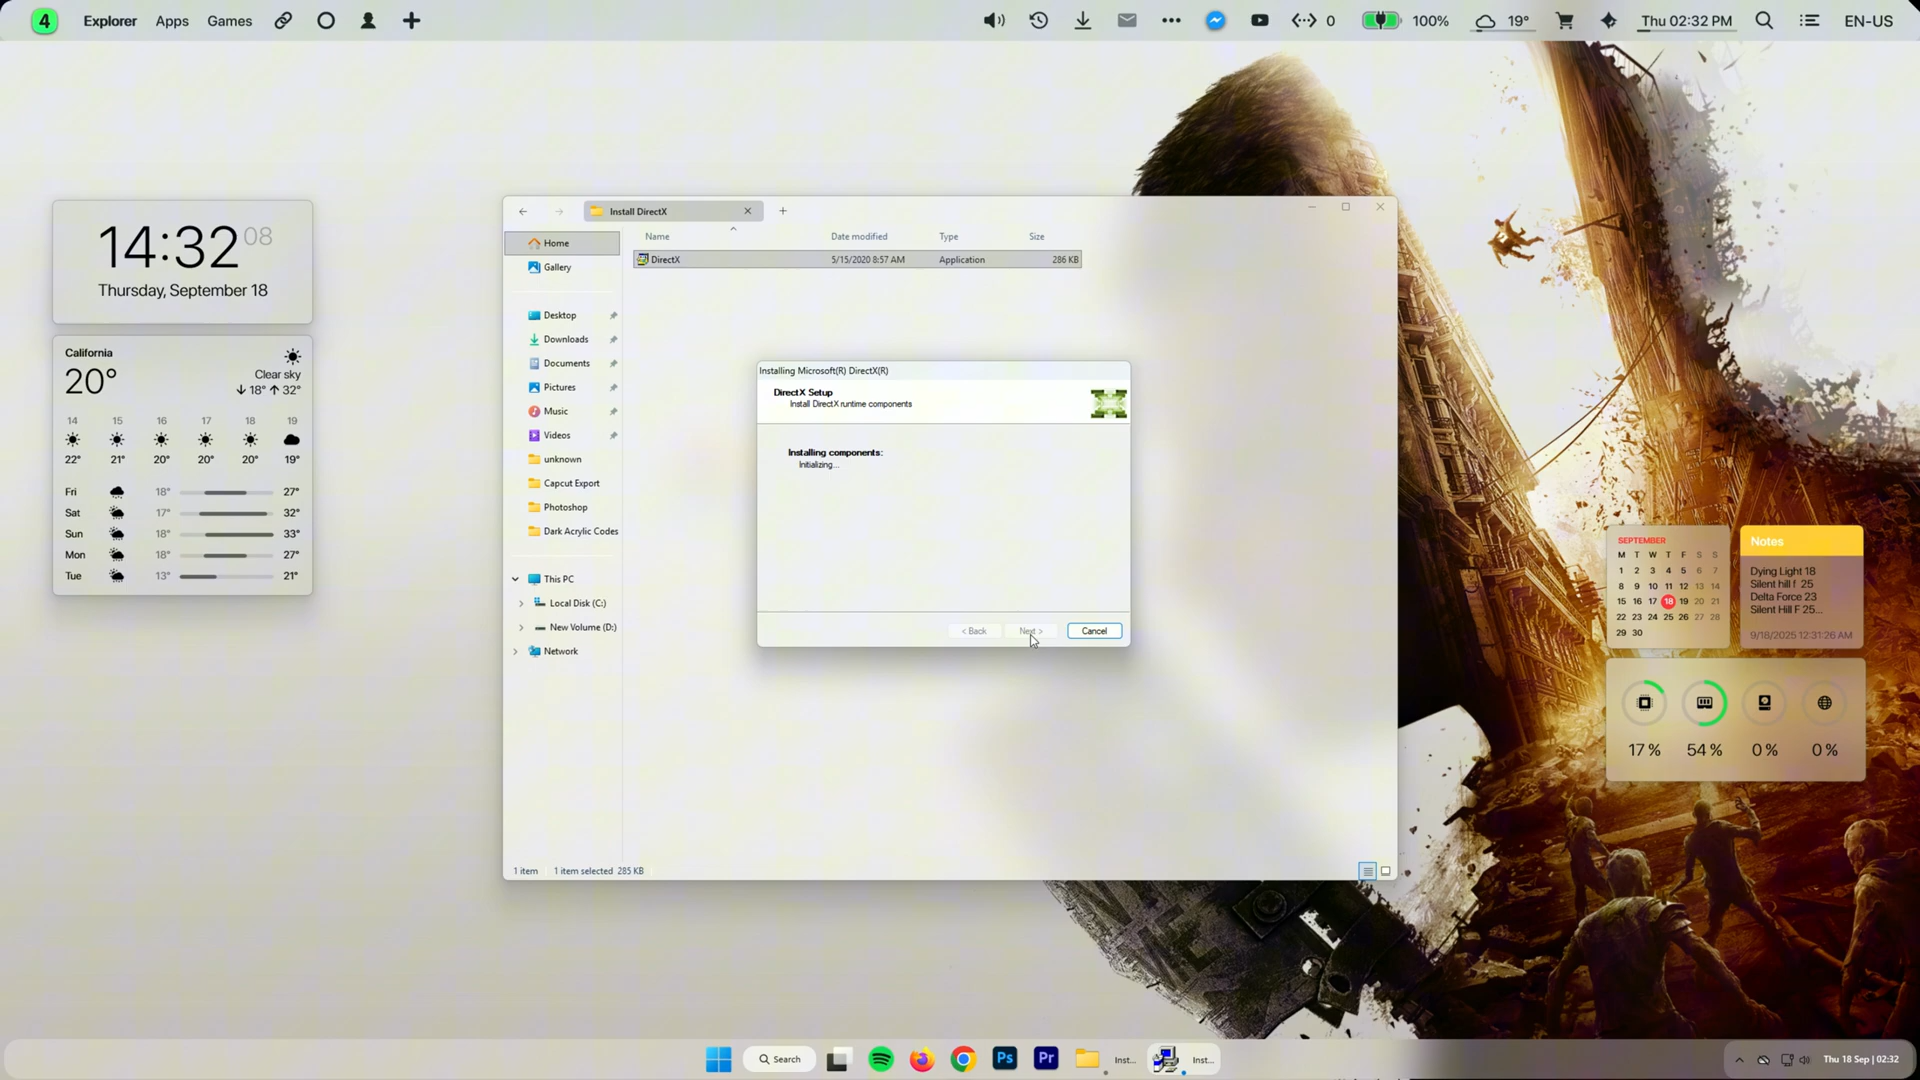 4 Explorer Apps Games
0 100% 19° Thu 02:32 PM EN-US
14:32 08
Thursday, September 18
California
20°
Clear sky
18° 32°
14 15 16 17 18 19
22° 21° 20° 20° 20° 19°
Fri 18° 27°
Sat 17° 32°
Sun 18° 33°
Mon 18° 27°
Tue 13° 21°
Install DirectX
Home
Gallery
Desktop
Downloads
Documents
Pictures
Music
Videos
unknown
Capcut Export
Photoshop
Dark Acrylic Codes
This PC
Local Disk (C:)
New Volume (D:)
Network
Name Date modified Type Size
DirectX 5/15/2020 8:57 AM Application 286 KB
Installing Microsoft(R) DirectX(R)
DirectX Setup
Install DirectX runtime components
Installing components:
Initializing...
< Back Next > Cancel
1 item 1 item selected 285 KB
SEPTEMBER
M T W T F S S
1 2 3 4 5 6 7
8 9 10 11 12 13 14
15 16 17 18 19 20 21
22 23 24 25 26 27 28
29 30
Notes
Dying Light 18
Silent hill f 25
Delta Force 23
Silent Hill F 25...
9/18/2025 12:31:26 AM
17% 54% 0% 0%
Search Ps Pr Inst... Inst...
Thu 18 Sep | 02:32